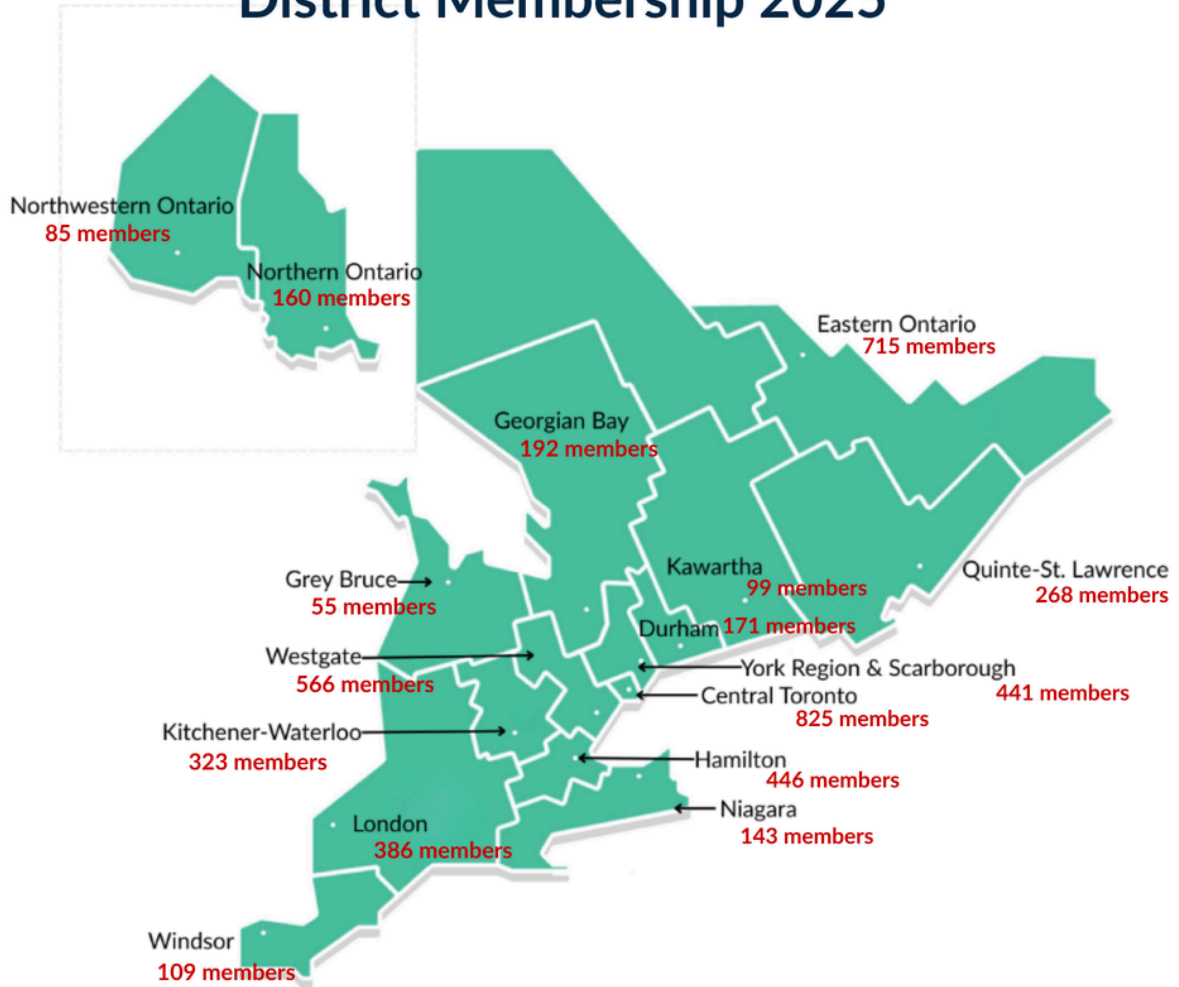 District Membership 2025
Northwestern Ontario
85 members
Northern Ontario
160 members
Eastern Ontario
715 members
Georgian Bay
192 members
Kawartha
99 members
Quinte-St. Lawrence
268 members
Grey Bruce
55 members
Durham 171 members
Westgate
566 members
York Region & Scarborough
441 members
Central Toronto
825 members
Kitchener-Waterloo
323 members
Hamilton
446 members
Niagara
143 members
London
386 members
Windsor
109 members